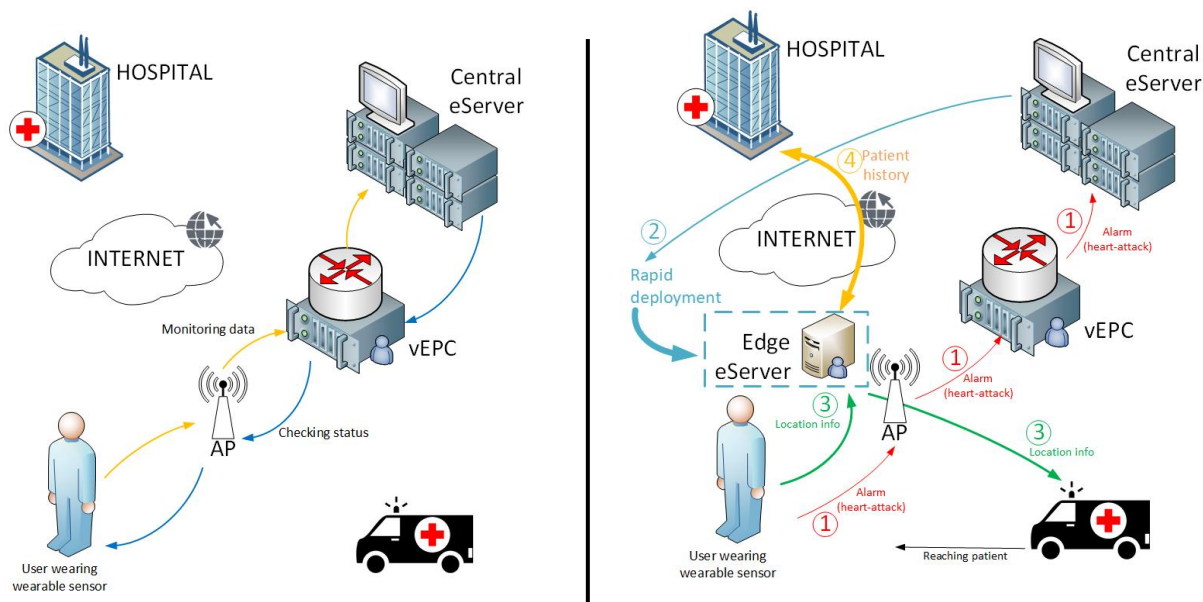 HOSPITAL
Central
eServer
INTERNET
Monitoring data
vEPC
Checking status
AP
User wearing
wearable sensor
HOSPITAL
Central
eServer
4
Patient
history
1
Alarm
(heart-attack)
2
INTERNET
Rapid
deployment
Edge
eServer
vEPC
1
Alarm
(heart-attack)
3
Location info
AP
3
Location info
Alarm
(heart-attack)
1
Reaching patient
User wearing
wearable sensor